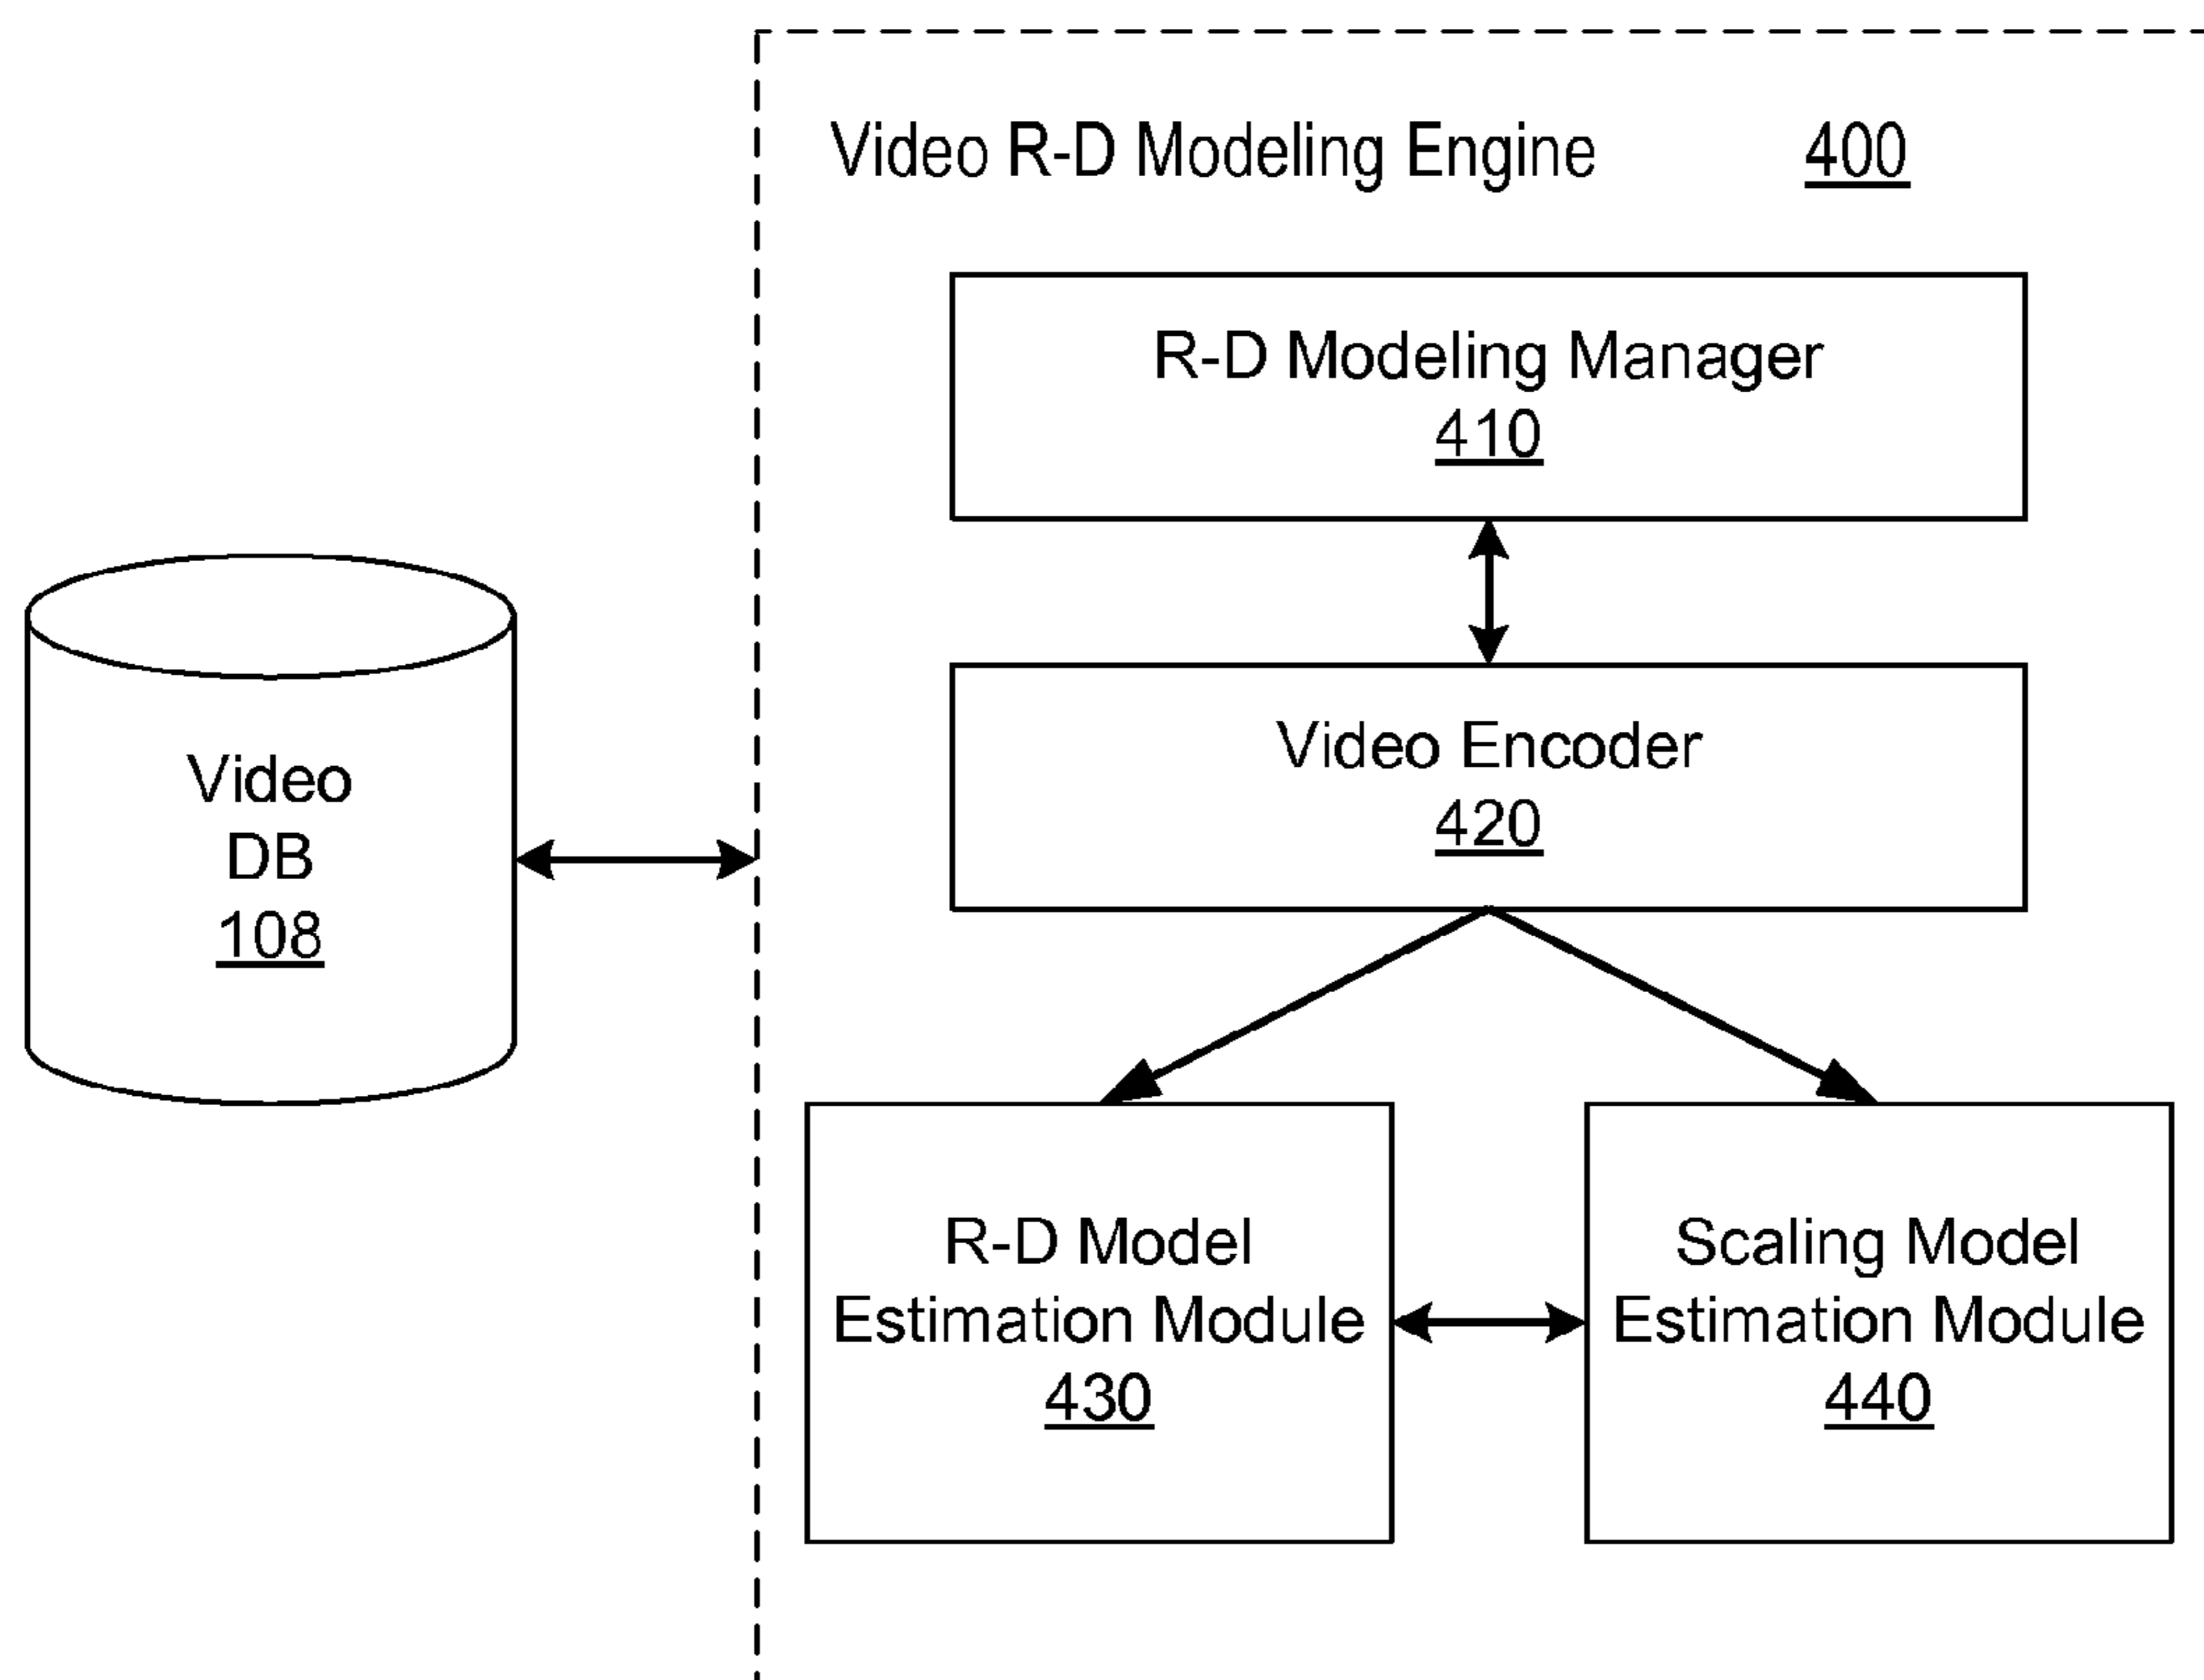 Video R-D Modeling Engine 400
R-D Modeling Manager
410
Video Encoder
420
Video
DB
108
R-D Model
Estimation Module
430
Scaling Model
Estimation Module
440